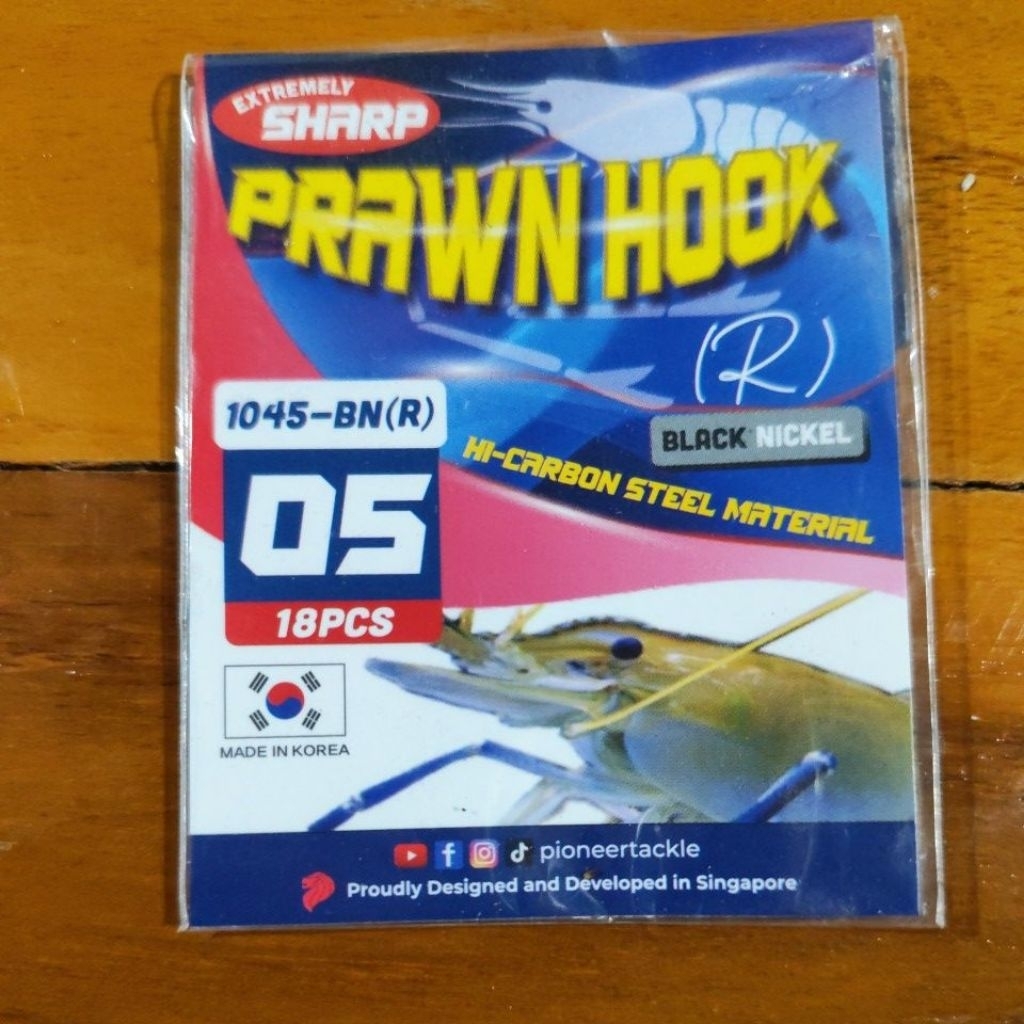 EXTREMELY
SHARP
PRAWN HOOK
(R)
1045-BN(R)
BLACK NICKEL
HI-CARBON STEEL MATERIAL
05
18PCS
MADE IN KOREA
pioneertackle
Proudly Designed and Developed in Singapore